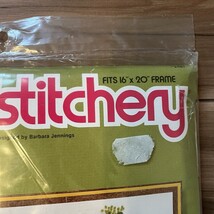 FITS 16" x 20" FRAME
stitchery
by Barbara Jennings